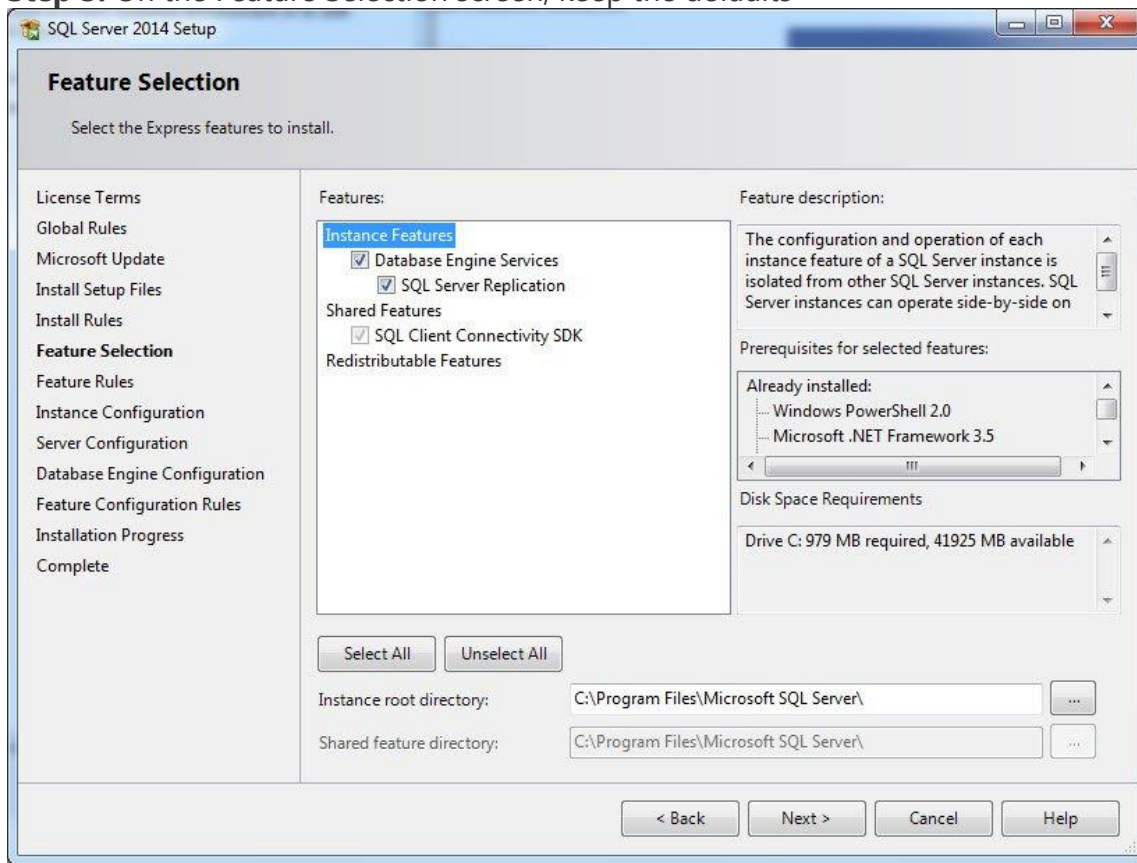 SQL Server 2014 Setup
Feature Selection
Select the Express features to install.
License Terms
Global Rules
Microsoft Update
Install Setup Files
Install Rules
Feature Selection
Feature Rules
Instance Configuration
Server Configuration
Database Engine Configuration
Feature Configuration Rules
Installation Progress
Complete
Features:
Instance Features
Database Engine Services
SQL Server Replication
Shared Features
SQL Client Connectivity SDK
Redistributable Features
Feature description:
The configuration and operation of each
instance feature of a SQL Server instance is
isolated from other SQL Server instances. SQL
Server instances can operate side-by-side on
Prerequisites for selected features:
Already installed:
Windows PowerShell 2.0
Microsoft .NET Framework 3.5
Disk Space Requirements
Drive C: 979 MB required, 41925 MB available
Select All
Unselect All
Instance root directory:
C:\Program Files\Microsoft SQL Server\
...
Shared feature directory:
C:\Program Files\Microsoft SQL Server\
...
< Back
Next >
Cancel
Help